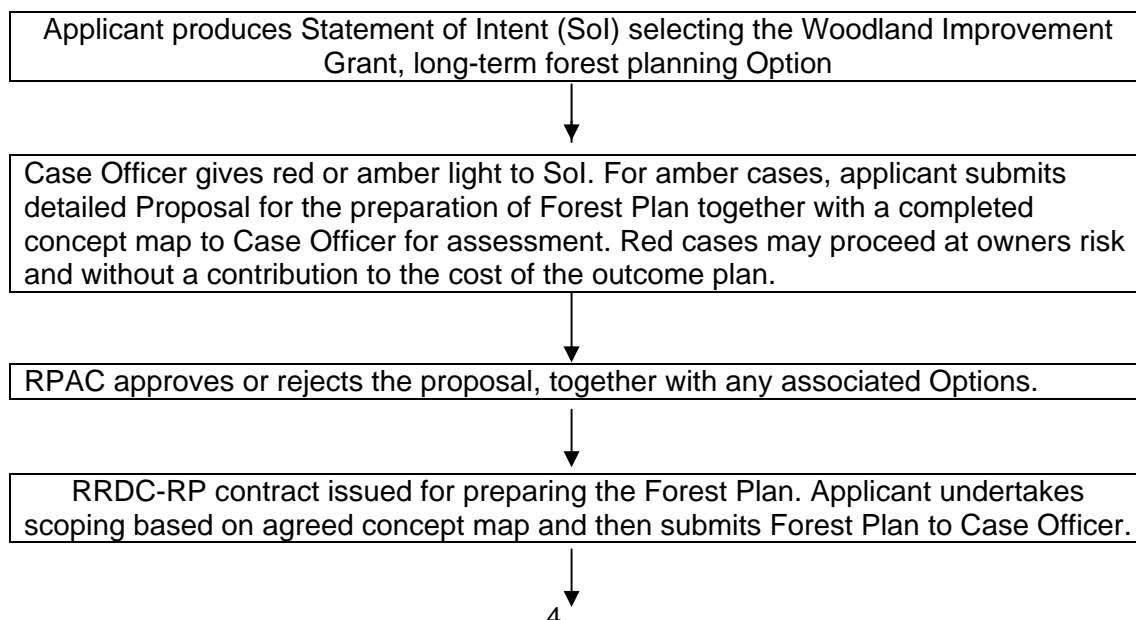 Applicant produces Statement of Intent (SoI) selecting the Woodland Improvement
Grant, long-term forest planning Option
Case Officer gives red or amber light to SoI. For amber cases, applicant submits
detailed Proposal for the preparation of Forest Plan together with a completed
concept map to Case Officer for assessment. Red cases may proceed at owners risk
and without a contribution to the cost of the outcome plan.
RPAC approves or rejects the proposal, together with any associated Options.
RRDC-RP contract issued for preparing the Forest Plan. Applicant undertakes
scoping based on agreed concept map and then submits Forest Plan to Case Officer.
4